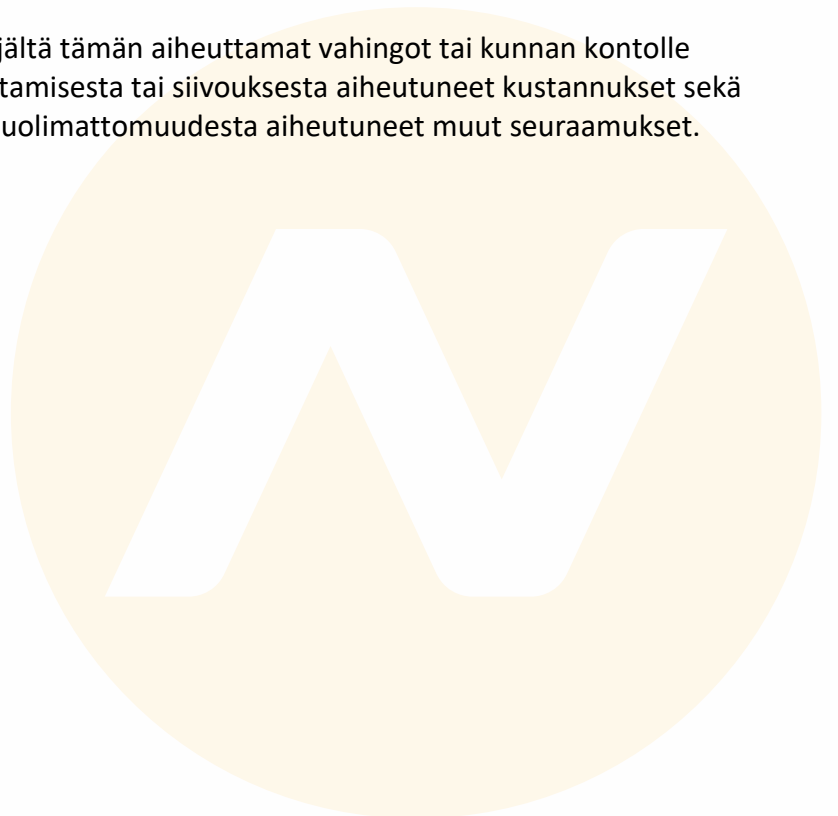 jältä tämän aiheuttamat vahingot tai kunnan kontolle
tamisesta tai siivouksesta aiheutuneet kustannukset sekä
uolimattomuudesta aiheutuneet muut seuraamukset.